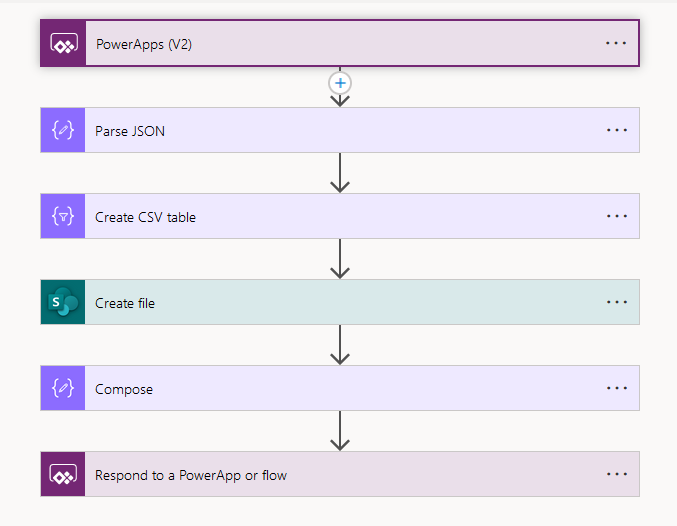 PowerApps (V2)
Parse JSON
Create CSV table
S
Create file
Compose
Respond to a PowerApp or flow